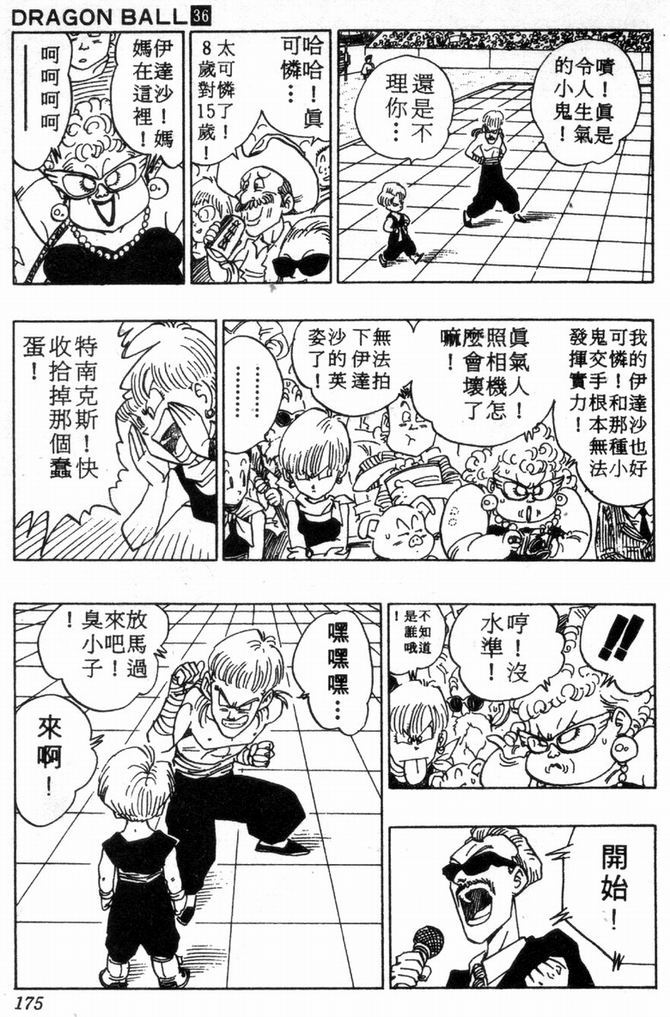 DRAGON BALL 36
嘖！真是
令人生氣
的小鬼！
還是不
理你…
哈哈！真
可憐…
太可憐了！
8歲對15歲！
伊達沙！媽
媽在這裡！
呵呵呵呵
——
我的伊達沙也好
可憐！和那種小
鬼交手根本無法
發揮實力！
真氣人！
照相機怎
麼會壞了
嘛！
無法拍
下伊達
沙的英
姿了！
………
特南克斯！快
收拾掉那個蠢
蛋！
!!
哼！沒
水準！
不知道
是誰哦
！
嘿嘿嘿…
放馬過
來吧！
臭小子
！
來啊！
開始！
175